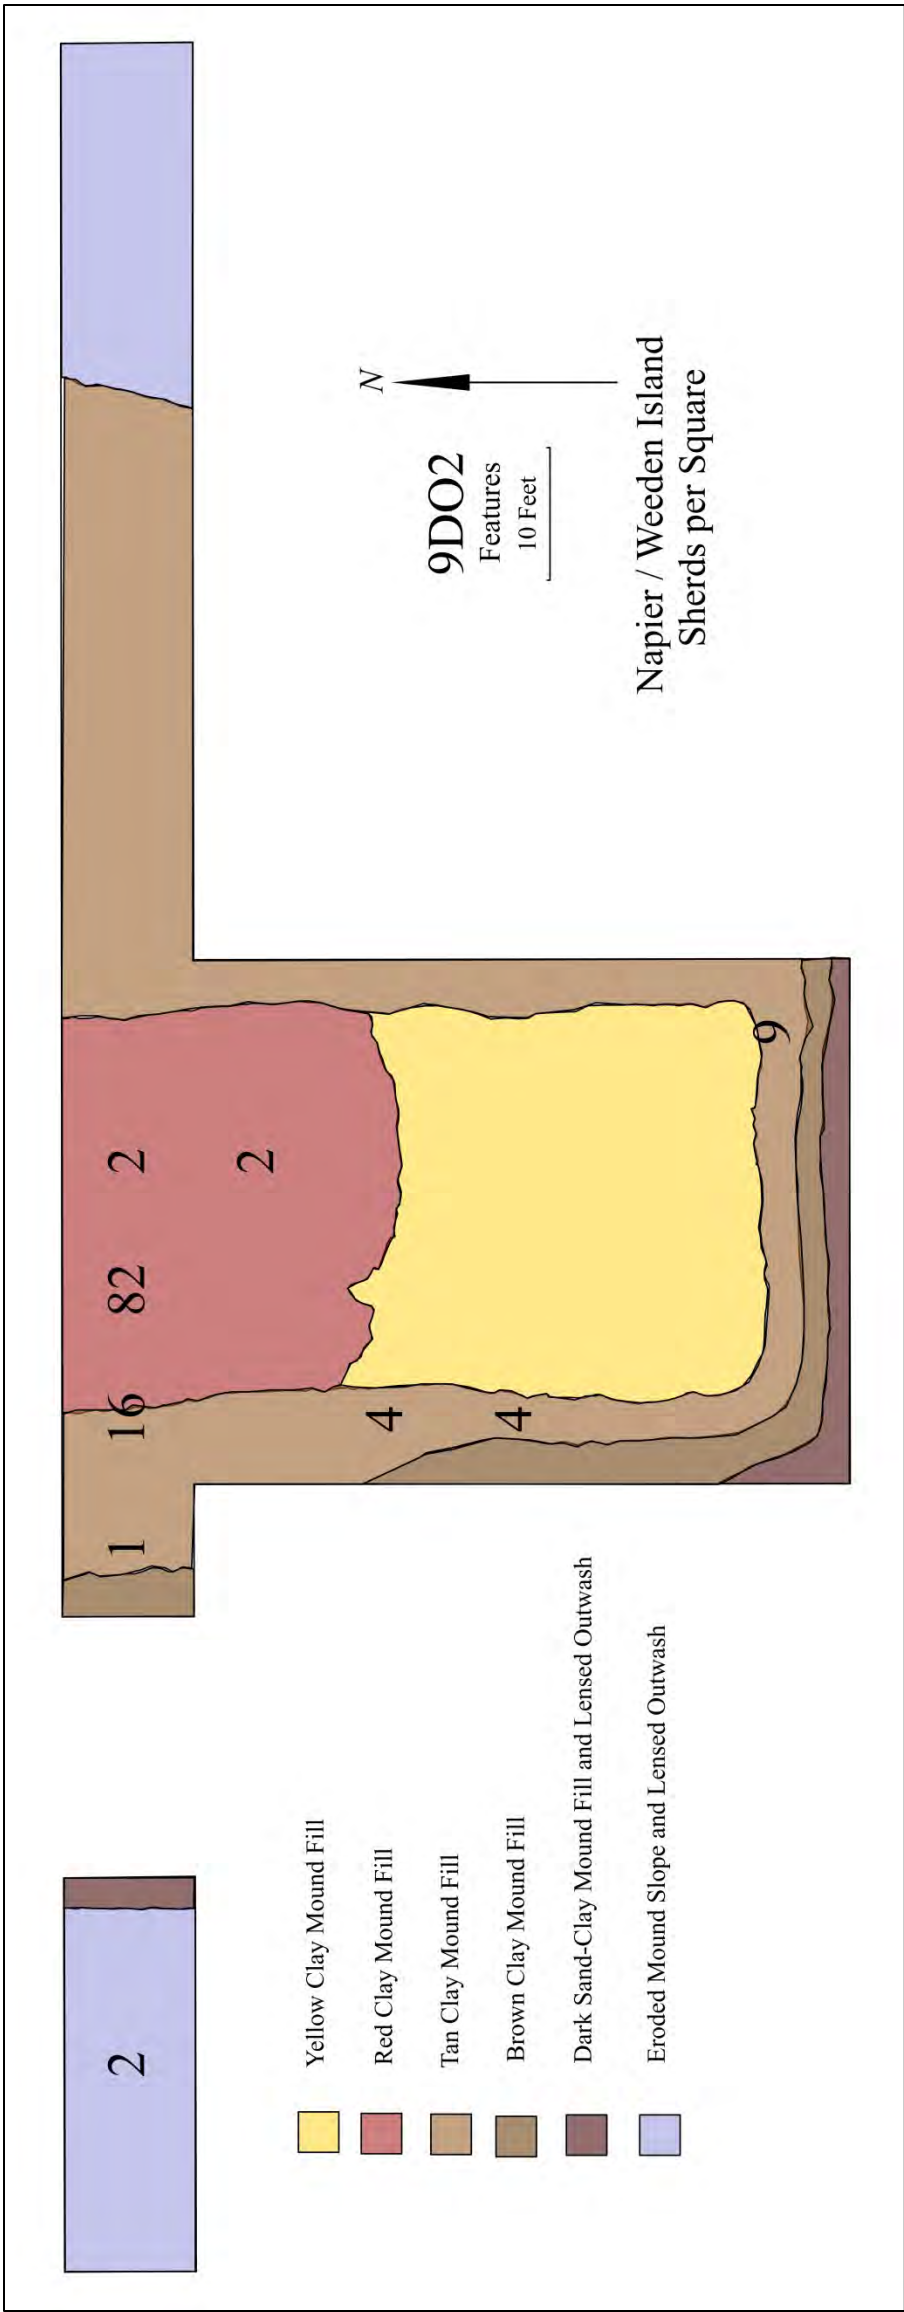 2 1 16 82 2
2
4
4
9
Yellow Clay Mound Fill
Red Clay Mound Fill
Tan Clay Mound Fill
Brown Clay Mound Fill
Dark Sand-Clay Mound Fill and Lensed Outwash
Eroded Mound Slope and Lensed Outwash
N
9DO2
Features
10 Feet
Napier / Weeden Island
Sherds per Square